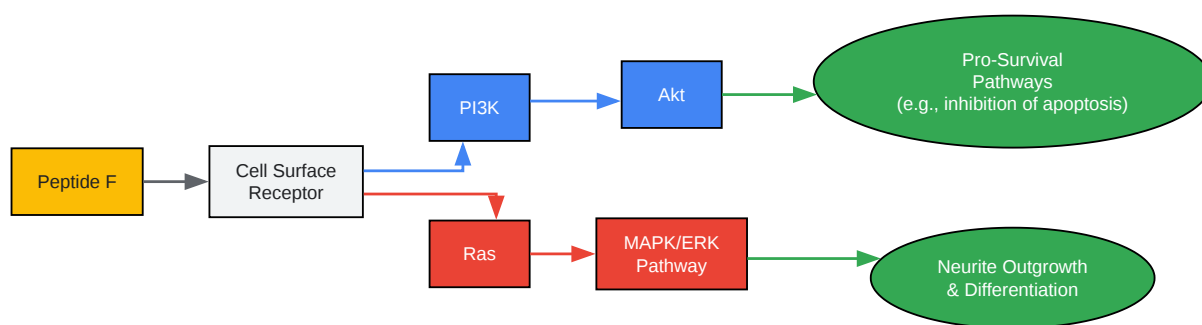 Peptide F
Cell Surface
Receptor
PI3K
Akt
Pro-Survival
Pathways
(e.g., inhibition of apoptosis)
Ras
MAPK/ERK
Pathway
Neurite Outgrowth
& Differentiation